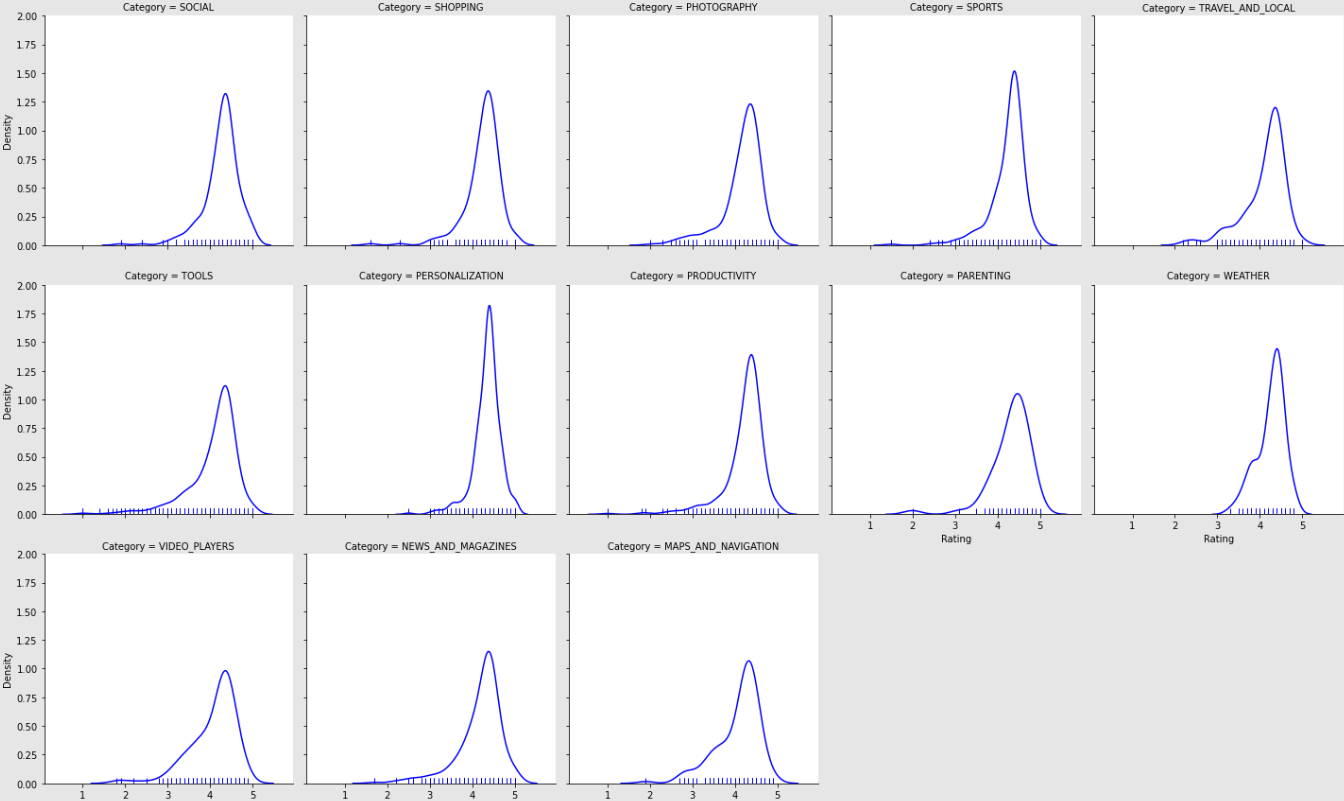 Category = SOCIAL
Category = SHOPPING
Category = PHOTOGRAPHY
Category = SPORTS
Category = TRAVEL_AND_LOCAL
2.00
1.75
1.50
1.25
1.00
0.75
0.50
0.25
0.00
Density
Category = TOOLS
Category = PERSONALIZATION
Category = PRODUCTIVITY
Category = PARENTING
Category = WEATHER
2.00
1.75
1.50
1.25
1.00
0.75
0.50
0.25
0.00
Density
1 2 3 4 5
Rating
1 2 3 4 5
Rating
Category = VIDEO_PLAYERS
Category = NEWS_AND_MAGAZINES
Category = MAPS_AND_NAVIGATION
2.00
1.75
1.50
1.25
1.00
0.75
0.50
0.25
0.00
Density
1 2 3 4 5
1 2 3 4 5
1 2 3 4 5